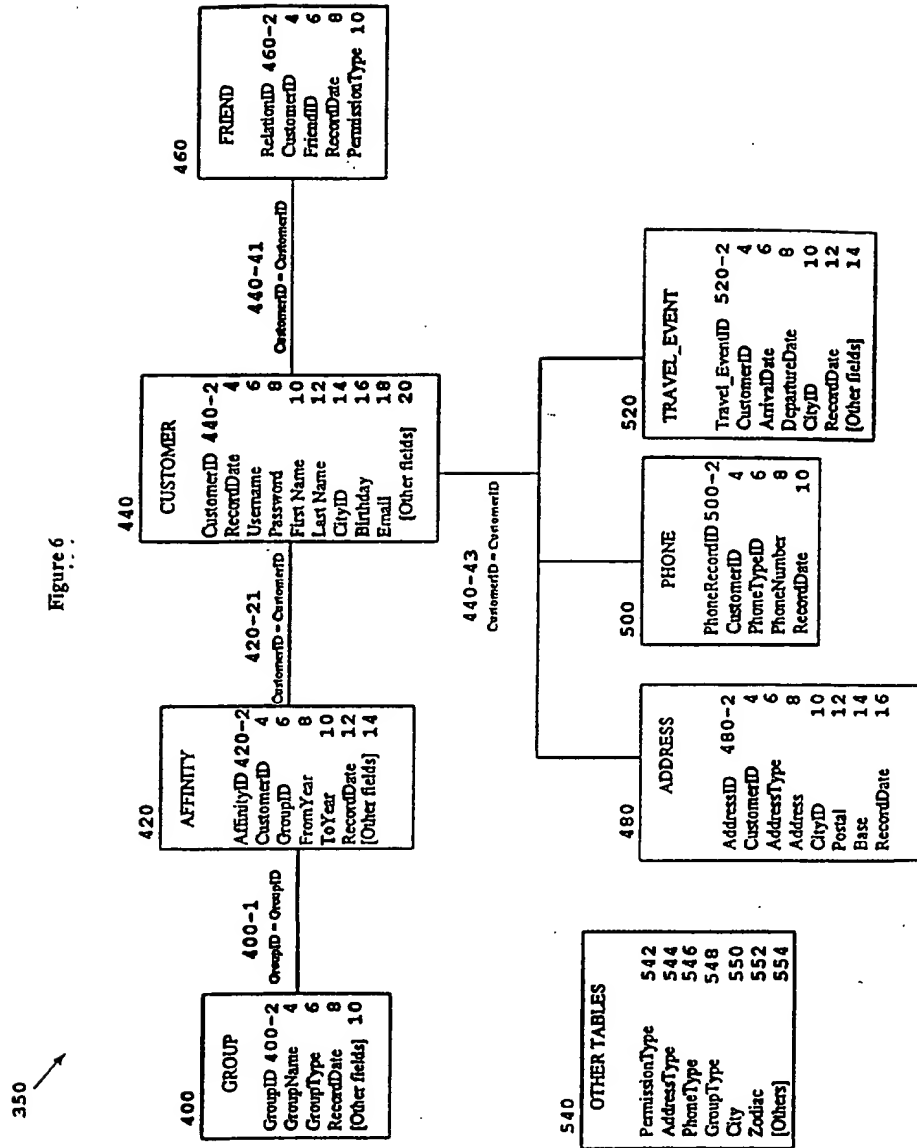 Figure 6
350
400
GROUP
GroupID 400-2
GroupName 4
GroupType 6
RecordDate 8
[Other fields] 10
400-1
GroupID = GroupID
420
AFFINITY
AffinityID 420-2
CustomerID 4
GroupID 6
FromYear 8
ToYear 10
RecordDate 12
[Other fields] 14
420-21
CustomerID = CustomerID
440
CUSTOMER
CustomerID 440-2
RecordDate 4
Username 6
Password 8
First Name 10
Last Name 12
CityID 14
Birthday 16
Email 18
[Other fields] 20
440-41
CustomerID = CustomerID
460
FRIEND
RelationID 460-2
CustomerID 4
FriendID 6
RecordDate 8
PermissionType 10
440-43
CustomerID = CustomerID
540
OTHER TABLES
PermissionType 542
AddressType 544
PhoneType 546
GroupType 548
City 550
Zodiac 552
[Others] 554
480
ADDRESS
AddressID 480-2
CustomerID 4
AddressType 6
Address 8
CityID 10
Postal 12
Base 14
RecordDate 16
500
PHONE
PhoneRecordID 500-2
CustomerID 4
PhoneTypeID 6
PhoneNumber 8
RecordDate 10
520
TRAVEL_EVENT
Travel_EventID 520-2
CustomerID 4
ArrivalDate 6
DepartureDate 8
CityID 10
RecordDate 12
[Other fields] 14